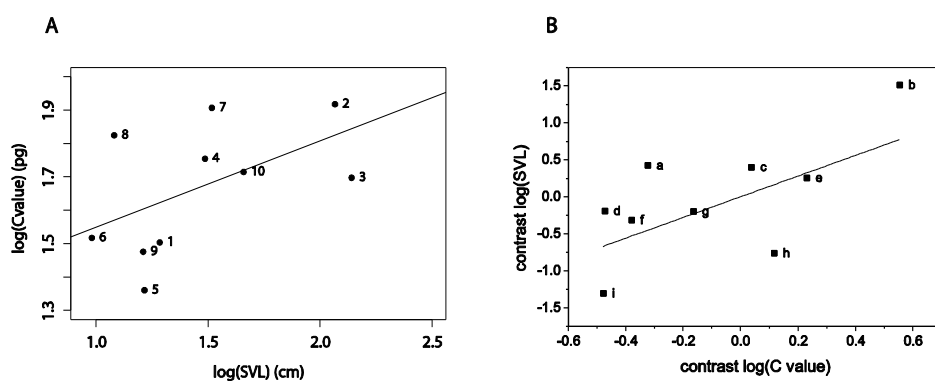 A
log(Cvalue) (pg)
1.9
1.7
1.5
1.3
1.0
1.5
2.0
2.5
log(SVL) (cm)
7
2
8
4
10
3
6
1
9
5
B
contrast log(SVL)
1.5
1.0
0.5
0.0
-0.5
-1.0
-1.5
-0.6
-0.4
-0.2
0.0
0.2
0.4
0.6
contrast log(C value)
b
a
c
e
d
f
g
h
i